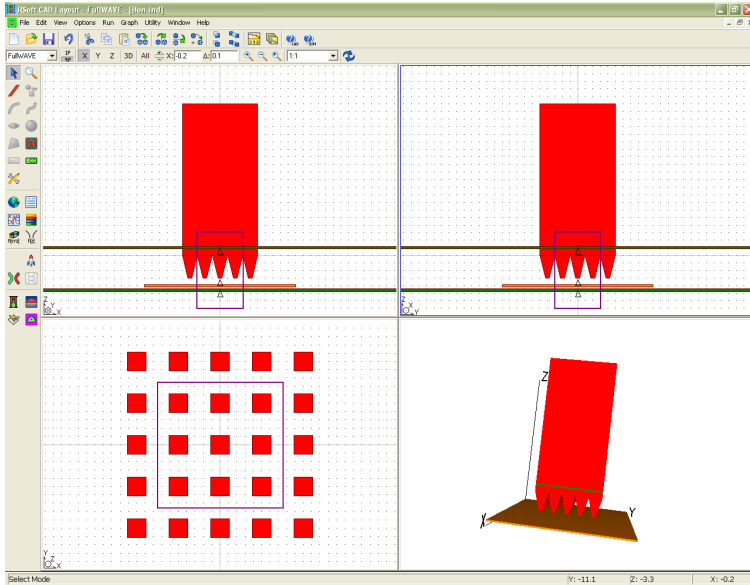 RSoft CAD Layout - FullWAVE - [Bon.ind]
File Edit View Options Run Graph Utility Window Help
FullWAVE X Y Z 3D All X: -0.2 Δ: 0.1 1:1
Z
Y
X
Z
X
Y
Y
Z
X
Z
Y
X
Select Mode Y: -11.1 Z: -3.3 X: -0.2